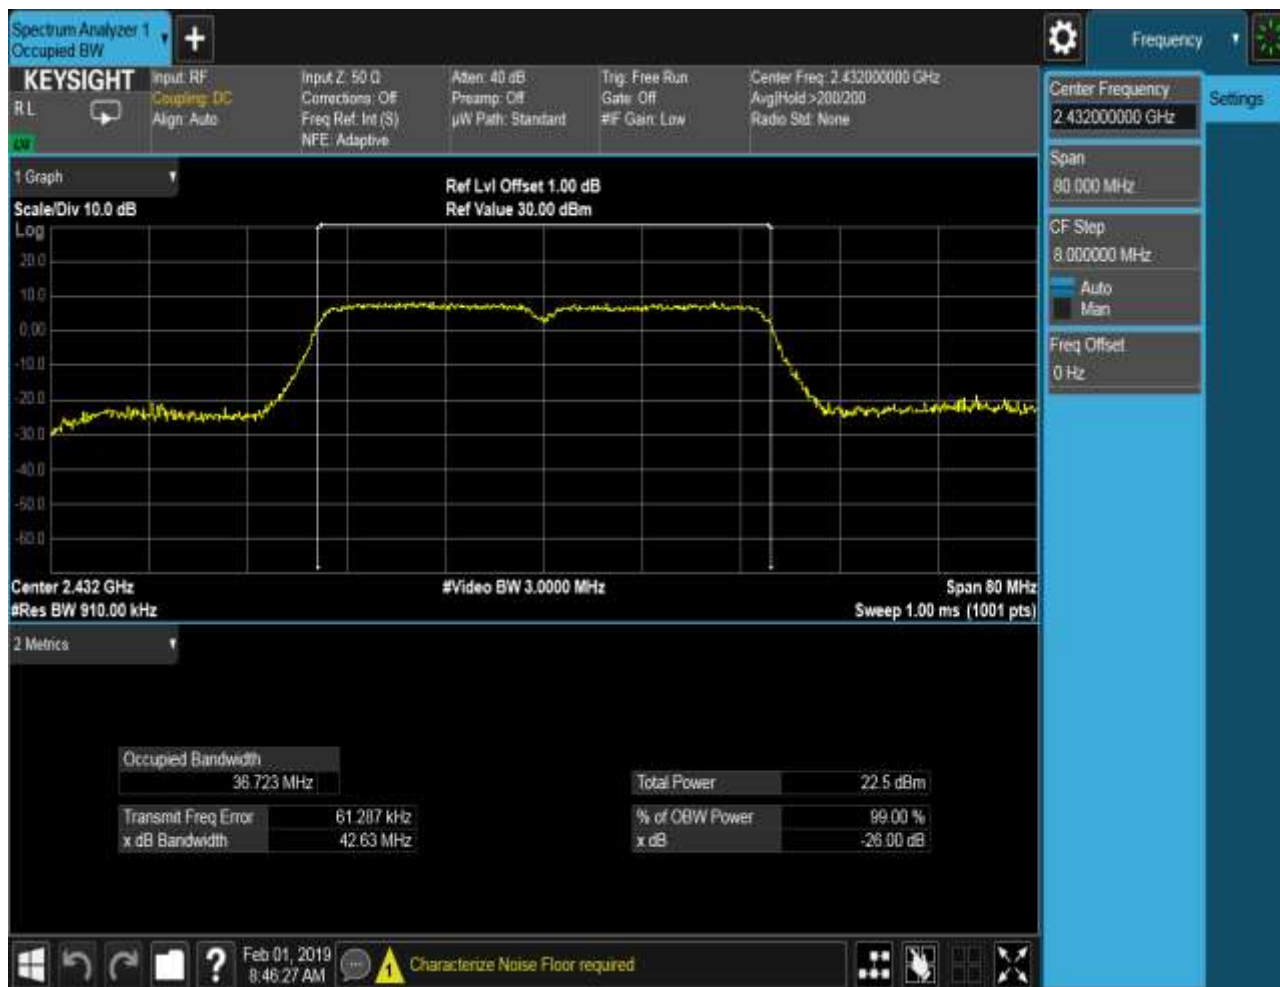 Spectrum Analyzer 1
Occupied BW
Frequency
KEYSIGHT
R L
Input: RF
Coupling: DC
Align: Auto
Input Z: 50 Ω
Corrections: Off
Freq Ref: Int (S)
NFE: Adaptive
Atten: 40 dB
Preamp: Off
µW Path: Standard
Trig: Free Run
Gate: Off
#IF Gain: Low
Center Freq: 2.432000000 GHz
Avg|Hold:>200/200
Radio Std: None
Center Frequency
2.432000000 GHz
Settings
Span
80.000 MHz
CF Step
8.000000 MHz
Auto
Man
Freq Offset
0 Hz
1 Graph
Scale/Div 10.0 dB
Ref Lvl Offset 1.00 dB
Ref Value 30.00 dBm
Log
20.0
10.0
0.00
-10.0
-20.0
-30.0
-40.0
-50.0
-60.0
Center 2.432 GHz
#Video BW 3.0000 MHz
Span 80 MHz
#Res BW 910.00 kHz
Sweep 1.00 ms (1001 pts)
2 Metrics
Occupied Bandwidth
36.723 MHz
Total Power 22.5 dBm
Transmit Freq Error 61.287 kHz
% of OBW Power 99.00 %
x dB Bandwidth 42.63 MHz
x dB -26.00 dB
?
Feb 01, 2019
8:46:27 AM
1
Characterize Noise Floor required